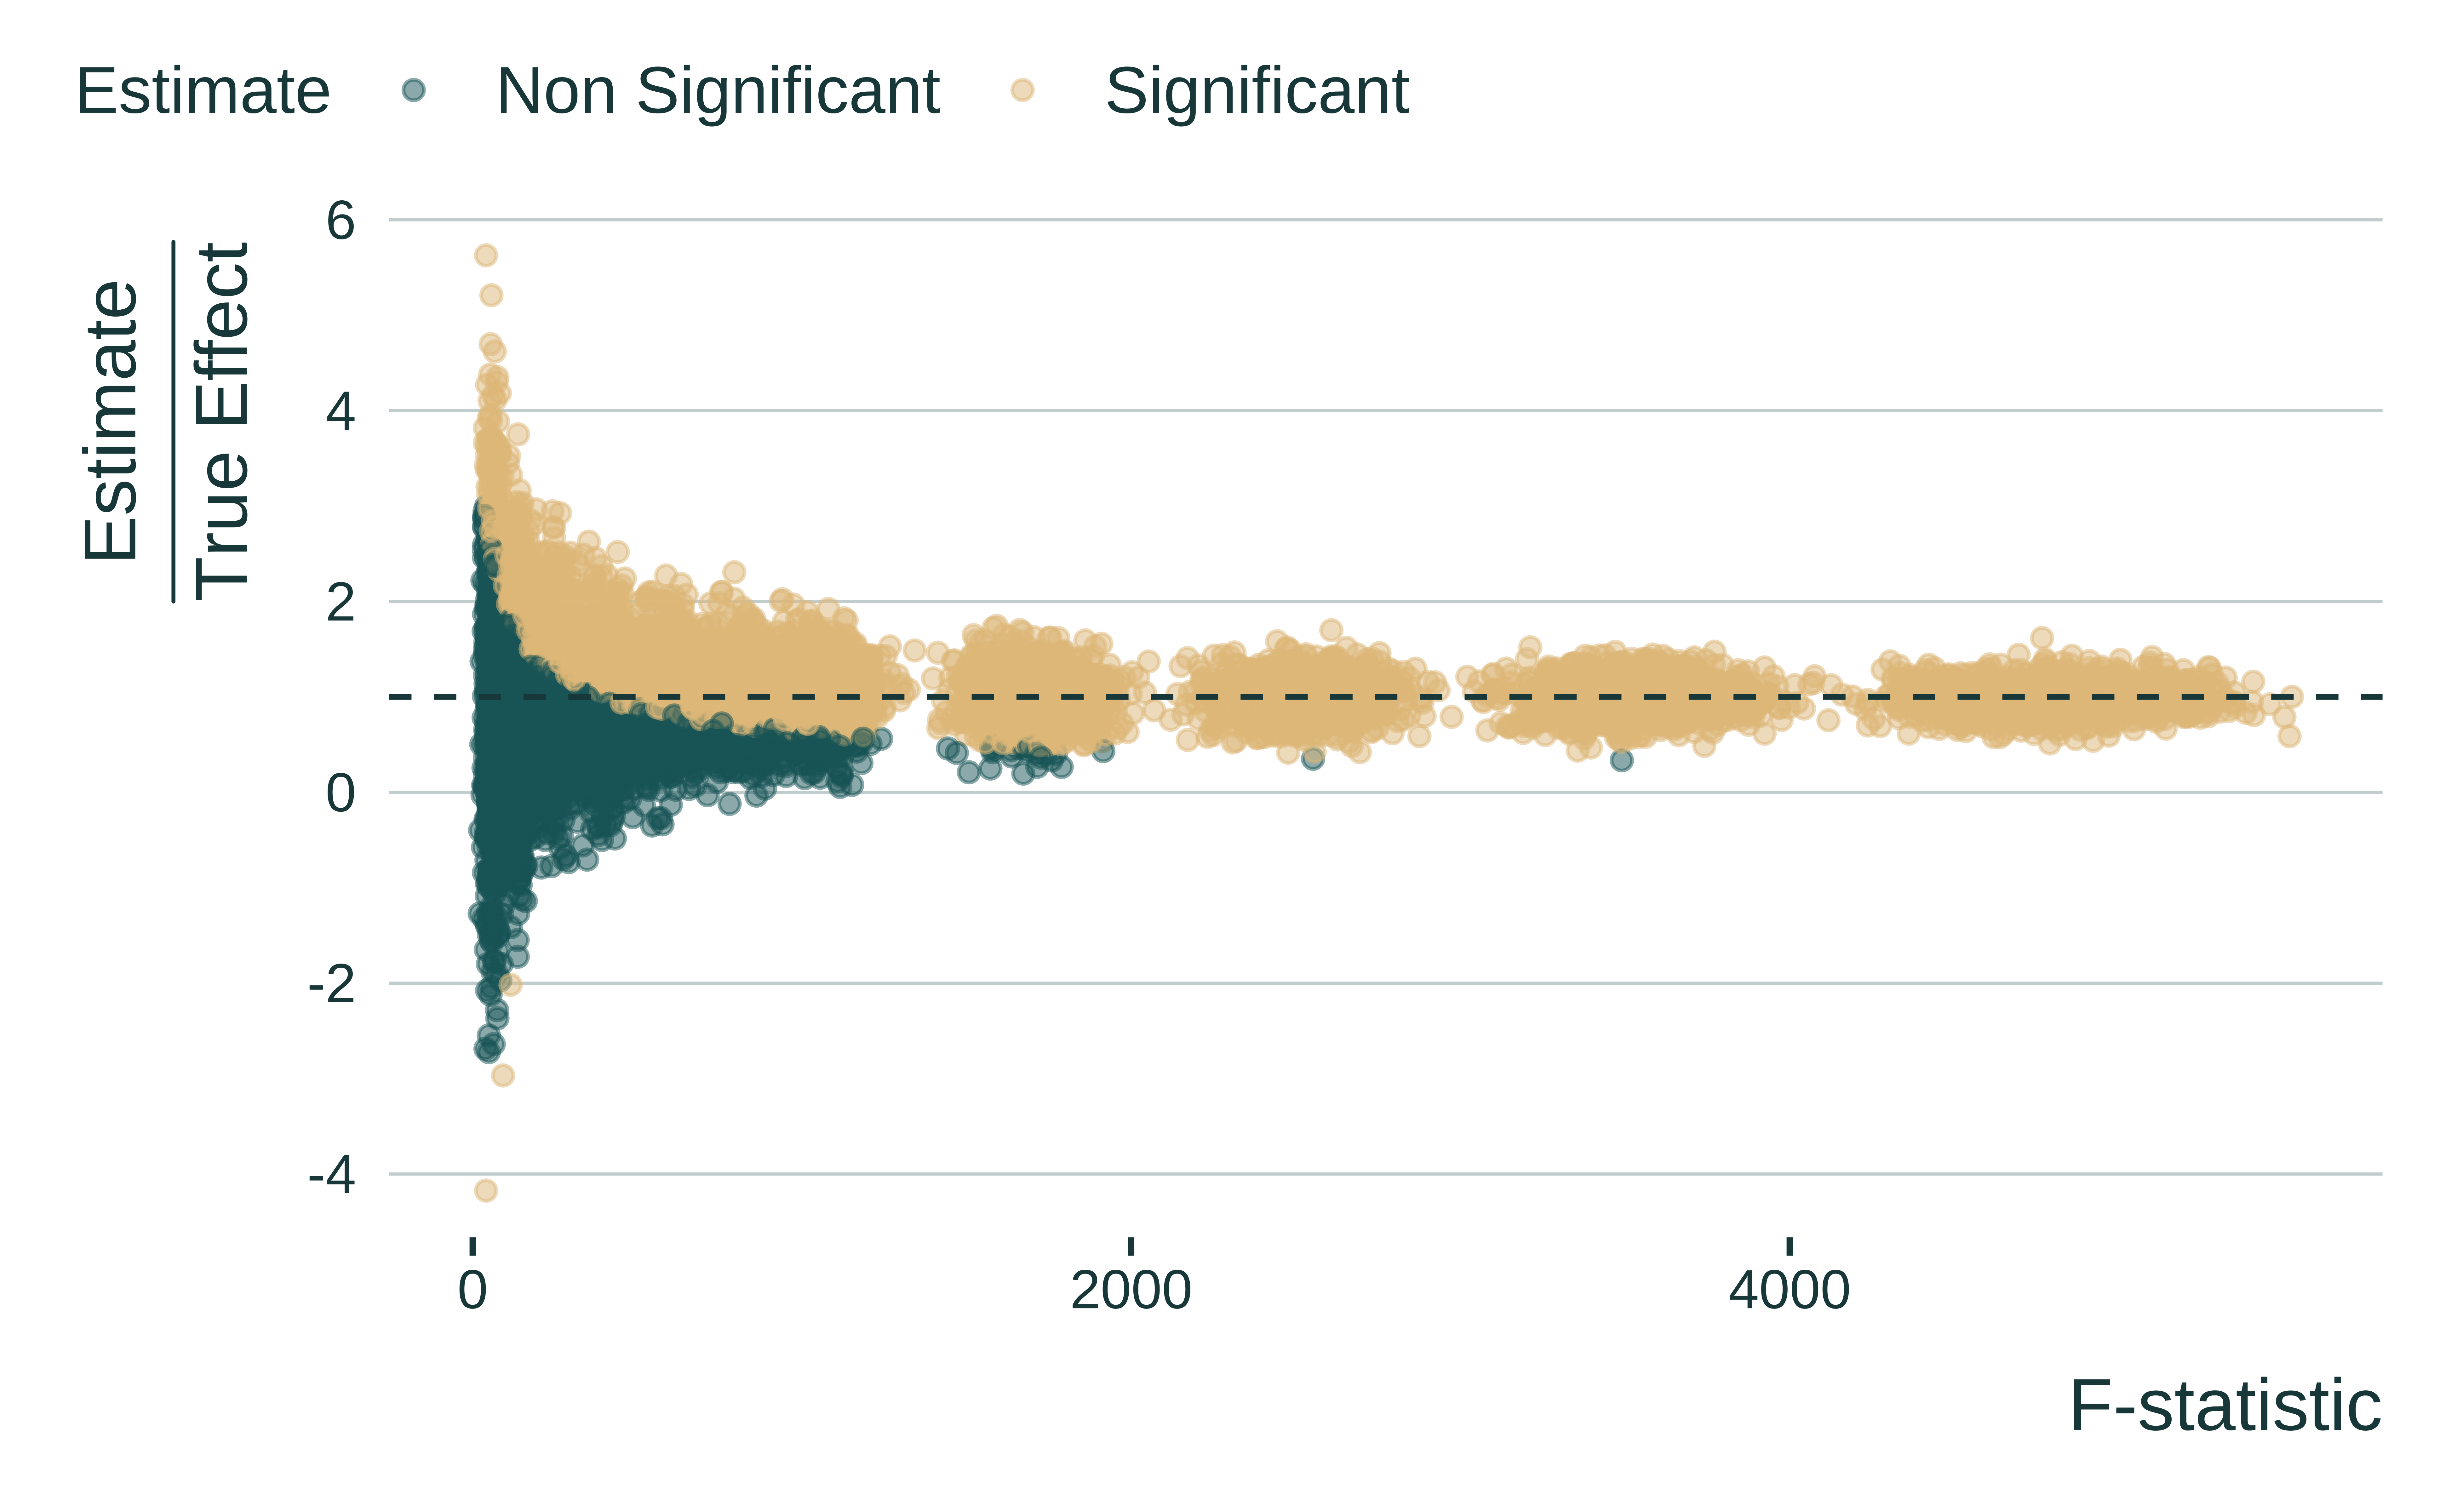 Estimate Non Significant Significant
Estimate
True Effect
6
4
2
0
-2
-4
0 2000 4000
F-statistic